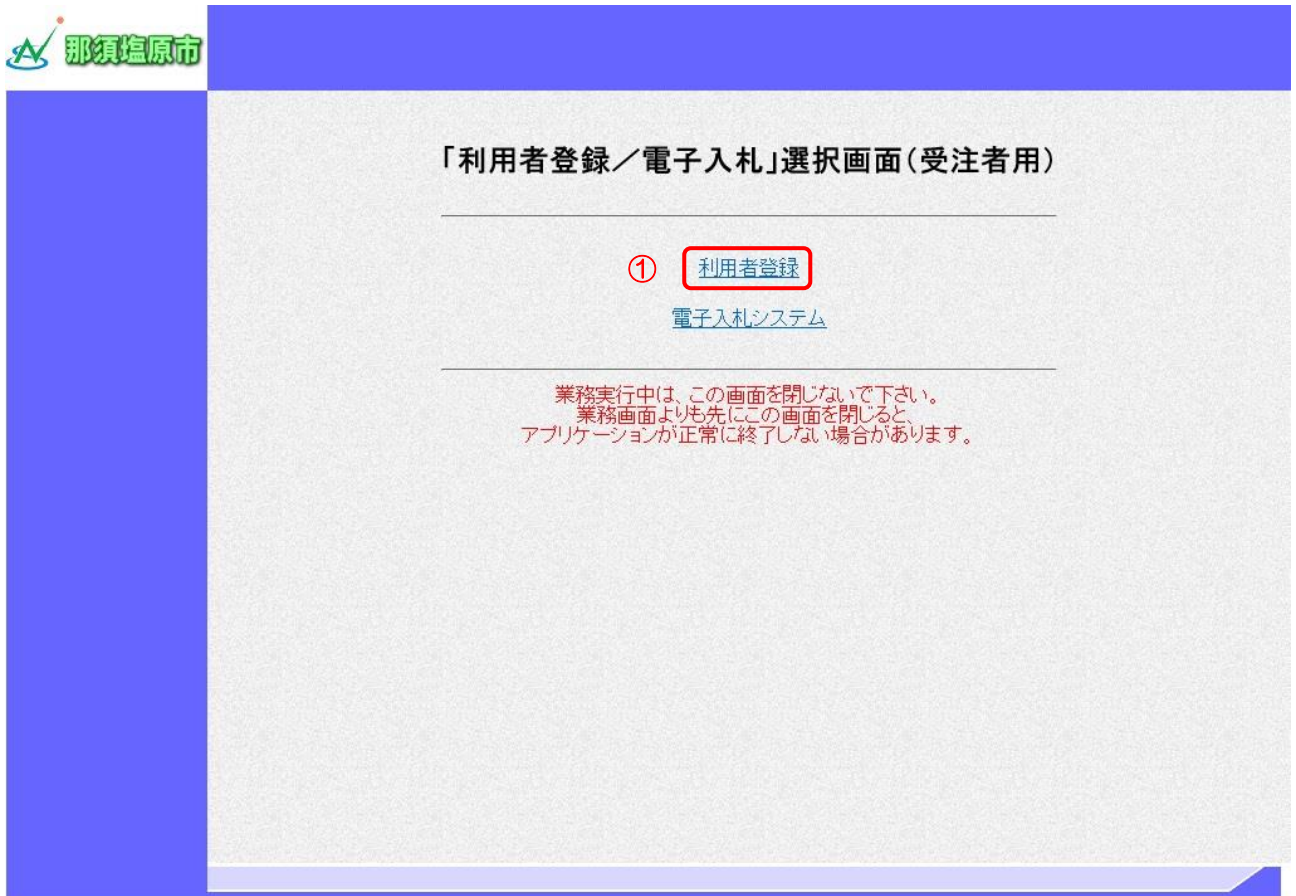 那須塩原市
「利用者登録／電子入札」選択画面(受注者用)
① 利用者登録
電子入札システム
業務実行中は、この画面を閉じないで下さい。
業務画面よりも先にこの画面を閉じると、
アプリケーションが正常に終了しない場合があります。